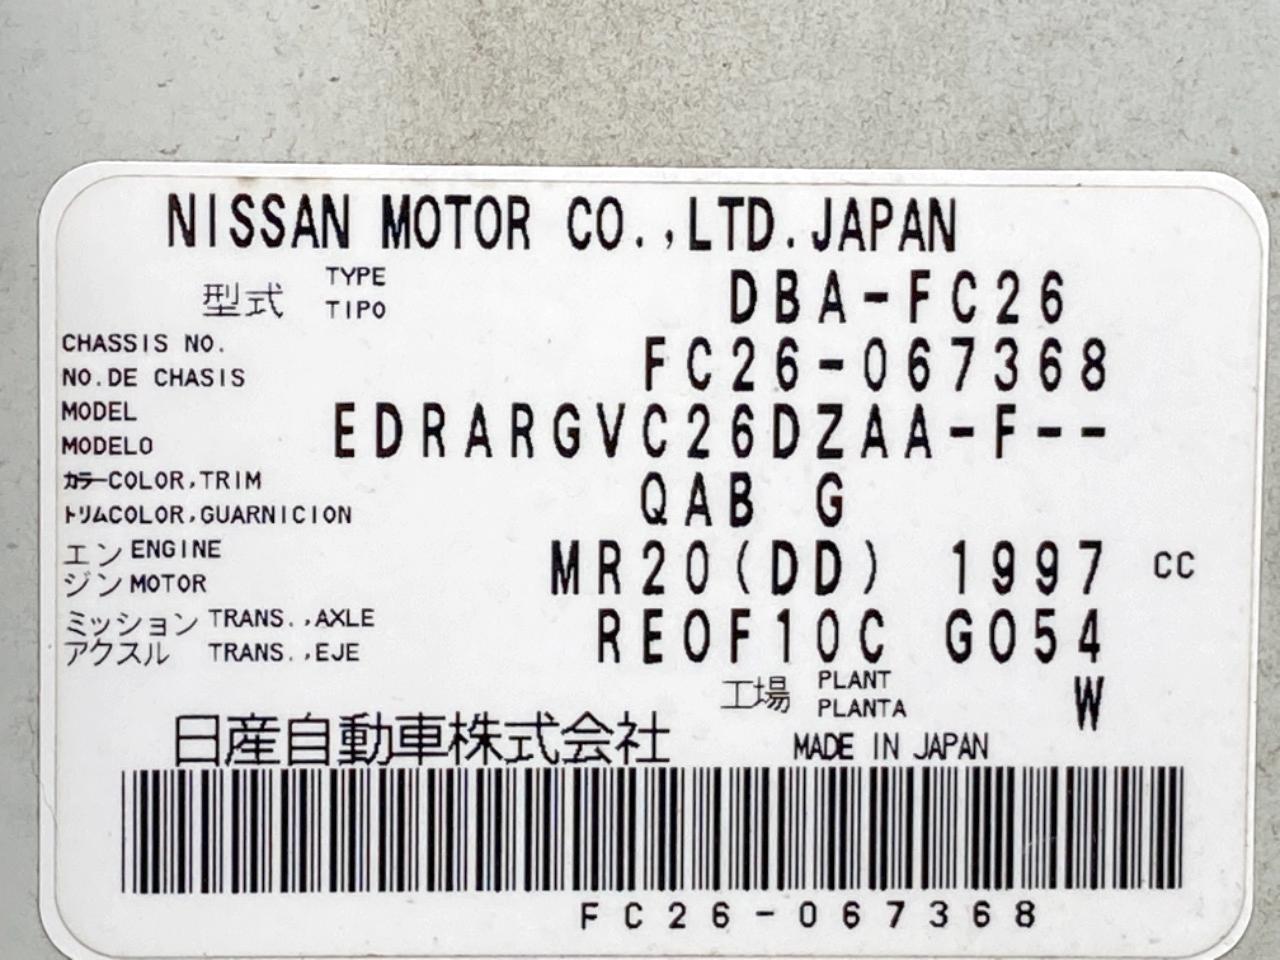 NISSAN MOTOR CO.,LTD.JAPAN
型式 TYPE TIPO DBA-FC26
CHASSIS NO.
NO.DE CHASIS FC26-067368
MODEL
MODELO EDRARGVC26DZAA-F--
カラーCOLOR,TRIM
トリムCOLOR,GUARNICION QAB G
エンジン ENGINE MOTOR MR20(DD) 1997 CC
ミッション TRANS.,AXLE
アクスル TRANS.,EJE RE0F10C G054
工場 PLANT PLANTA W
日産自動車株式会社 MADE IN JAPAN
FC26-067368